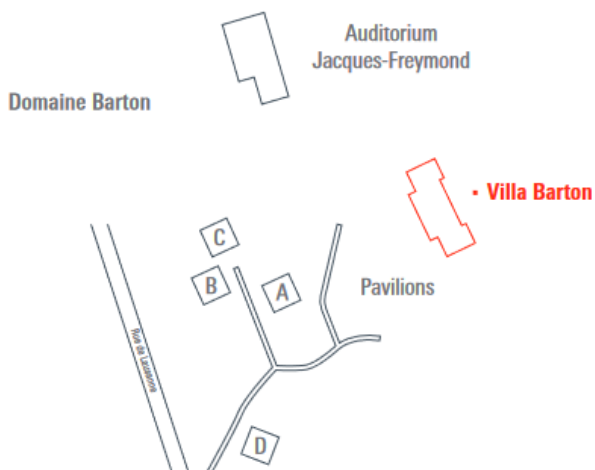 Auditorium
Jacques-Freymond
Domaine Barton
Villa Barton
C
B
A
Pavilions
Rue de Lausanne
D